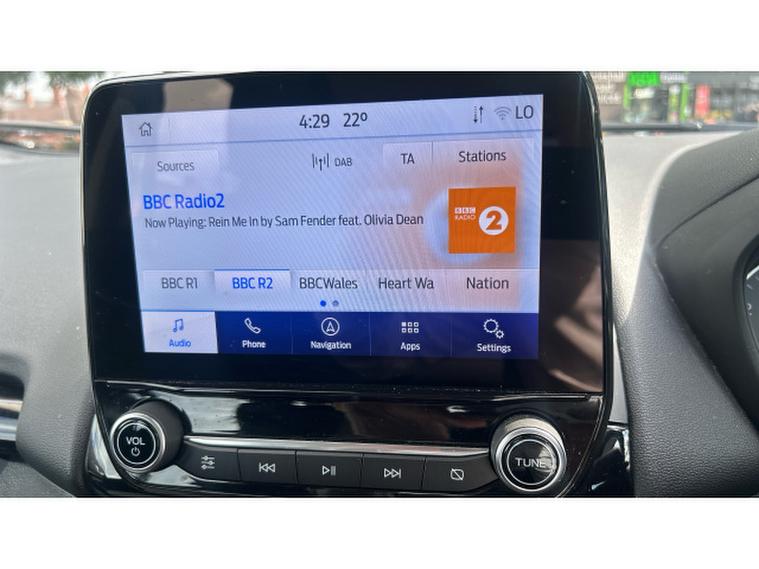 4:29 22º LO
Sources DAB TA Stations
BBC Radio2
Now Playing: Rein Me In by Sam Fender feat. Olivia Dean
BBC RADIO 2
BBC R1 BBC R2 BBCWales Heart Wa Nation
Audio Phone Navigation Apps Settings
VOL
TUNE